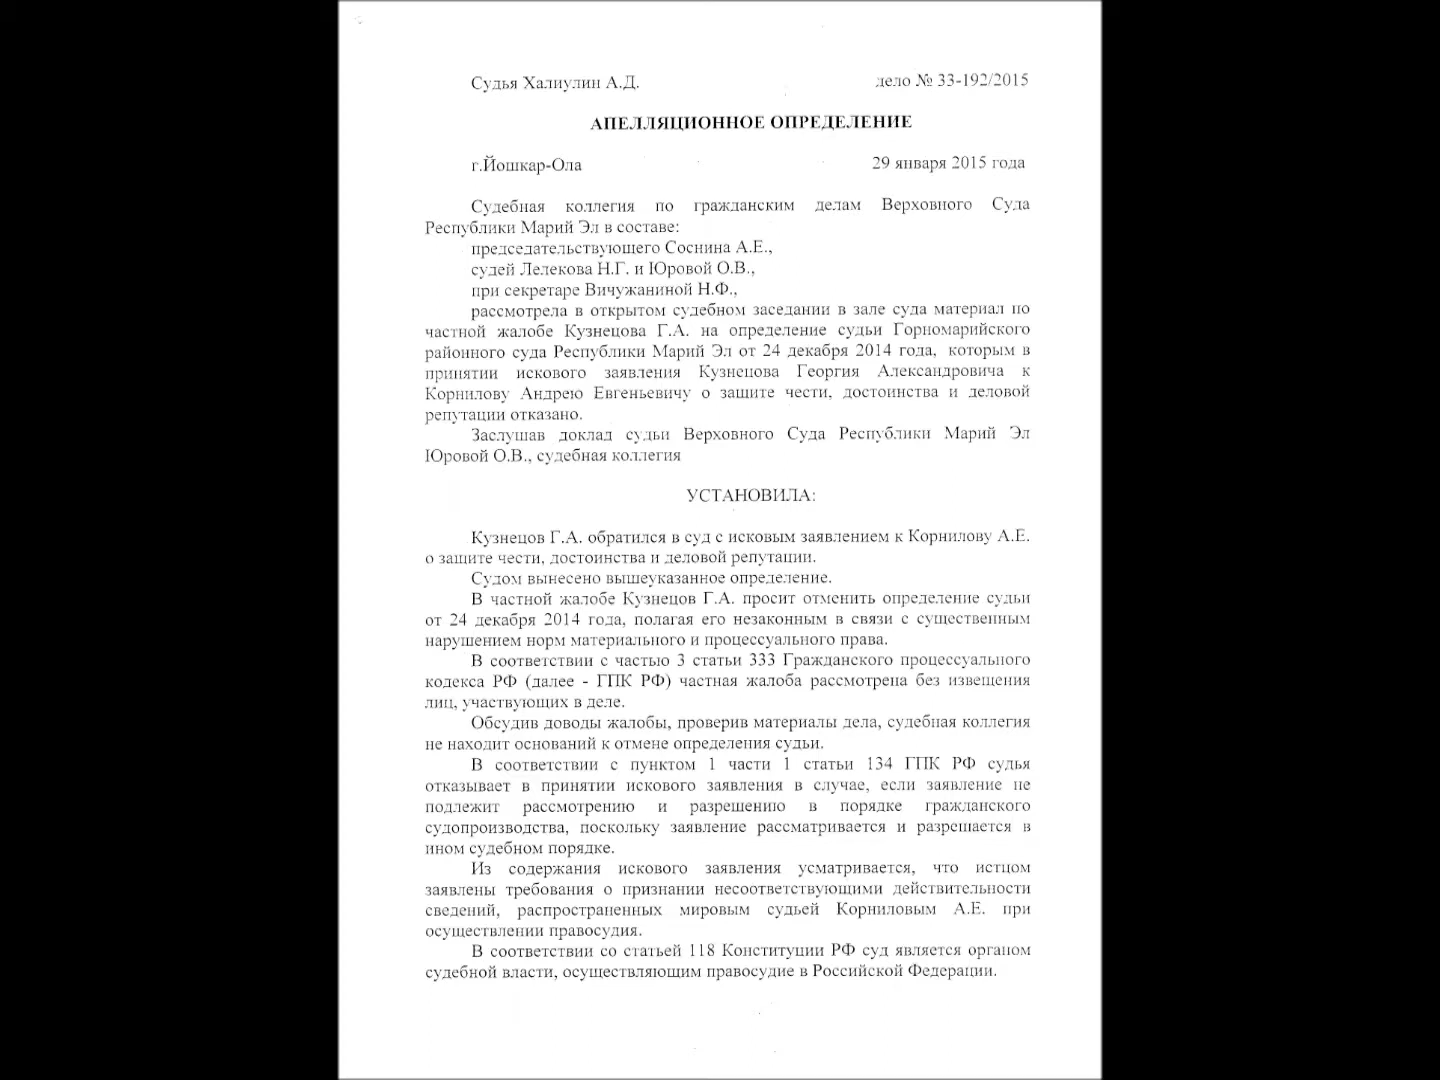 Судья Халиулин А.Д. дело № 33-192/2015
АПЕЛЛЯЦИОННОЕ ОПРЕДЕЛЕНИЕ
г.Йошкар-Ола 29 января 2015 года
Судебная коллегия по гражданским делам Верховного Суда
Республики Марий Эл в составе:
председательствующего Соснина А.Е.,
судей Лелекова Н.Г. и Юровой О.В.,
при секретаре Вичужаниной Н.Ф.,
рассмотрела в открытом судебном заседании в зале суда материал по
частной жалобе Кузнецова Г.А. на определение судьи Горномарийского
районного суда Республики Марий Эл от 24 декабря 2014 года, которым в
принятии искового заявления Кузнецова Георгия Александровича к
Корнилову Андрею Евгеньевичу о защите чести, достоинства и деловой
репутации отказано.
Заслушав доклад судьи Верховного Суда Республики Марий Эл
Юровой О.В., судебная коллегия
УСТАНОВИЛА:
Кузнецов Г.А. обратился в суд с исковым заявлением к Корнилову А.Е.
о защите чести, достоинства и деловой репутации.
Судом вынесено вышеуказанное определение.
В частной жалобе Кузнецов Г.А. просит отменить определение судьи
от 24 декабря 2014 года, полагая его незаконным в связи с существенным
нарушением норм материального и процессуального права.
В соответствии с частью 3 статьи 333 Гражданского процессуального
кодекса РФ (далее - ГПК РФ) частная жалоба рассмотрена без извещения
лиц, участвующих в деле.
Обсудив доводы жалобы, проверив материалы дела, судебная коллегия
не находит оснований к отмене определения судьи.
В соответствии с пунктом 1 части 1 статьи 134 ГПК РФ судья
отказывает в принятии искового заявления в случае, если заявление не
подлежит рассмотрению и разрешению в порядке гражданского
судопроизводства, поскольку заявление рассматривается и разрешается в
ином судебном порядке.
Из содержания искового заявления усматривается, что истцом
заявлены требования о признании несоответствующими действительности
сведений, распространенных мировым судьей Корниловым А.Е. при
осуществлении правосудия.
В соответствии со статьей 118 Конституции РФ суд является органом
судебной власти, осуществляющим правосудие в Российской Федерации.